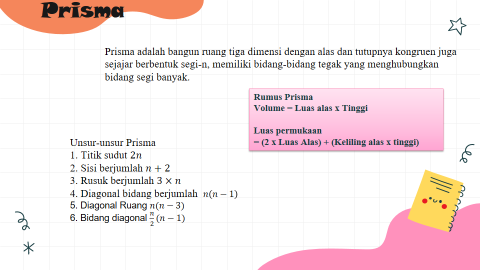 Prisma
Prisma adalah bangun ruang tiga dimensi dengan alas dan tutupnya kongruen juga
sejajar berbentuk segi-n, memiliki bidang-bidang tegak yang menghubungkan
bidang segi banyak.
Rumus Prisma
Volume = Luas alas x Tinggi
Luas permukaan
= (2 x Luas Alas) + (Keliling alas x tinggi)
Unsur-unsur Prisma
1. Titik sudut 2n
2. Sisi berjumlah n + 2
3. Rusuk berjumlah 3 × n
4. Diagonal bidang berjumlah n(n − 1)
5. Diagonal Ruang n(n − 3)
6. Bidang diagonal n/2 (n − 1)